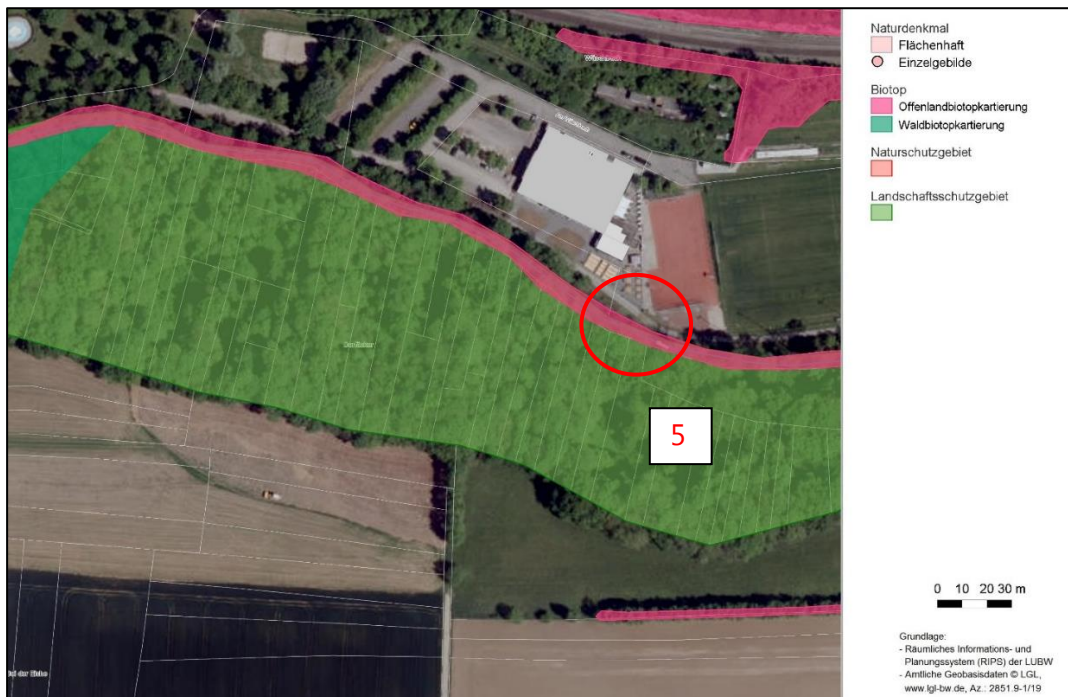 Naturdenkmal
Flächenhaft
Einzelgebilde
Biotop
Offenlandbiotopkartierung
Waldbiotopkartierung
Naturschutzgebiet
Landschaftsschutzgebiet
5
0 10 20 30 m
Grundlage:
- Räumliches Informations- und
Planungssystem (RIPS) der LUBW
- Amtliche Geobasisdaten © LGL,
www.lgl-bw.de, Az.: 2851.9-1/19